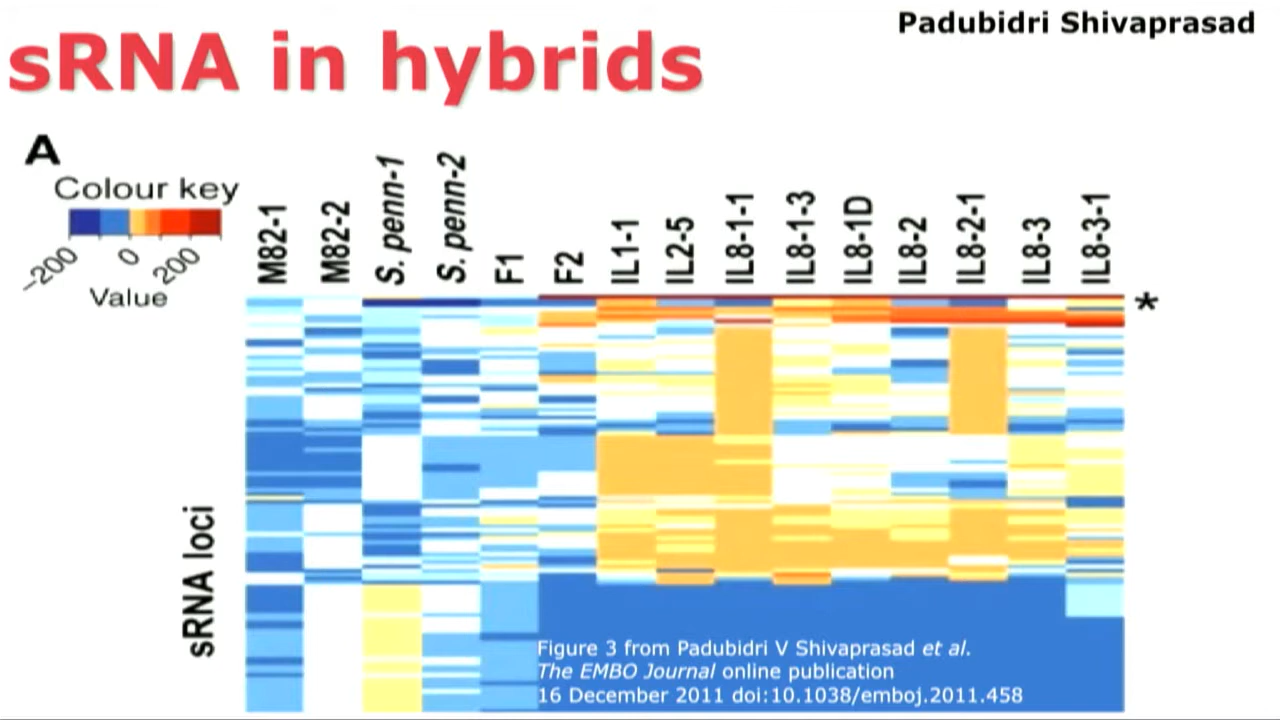 Padubidri Shivaprasad
sRNA in hybrids
A
Colour key
-200 0 200
Value
M82-1
M82-2
S. penn-1
S. penn-2
F1
F2
IL1-1
IL2-5
IL8-1-1
IL8-1-3
IL8-1D
IL8-2
IL8-2-1
IL8-3
IL8-3-1
*
sRNA loci
Figure 3 from Padubidri V Shivaprasad et al.
The EMBO Journal online publication
16 December 2011 doi:10.1038/emboj.2011.458